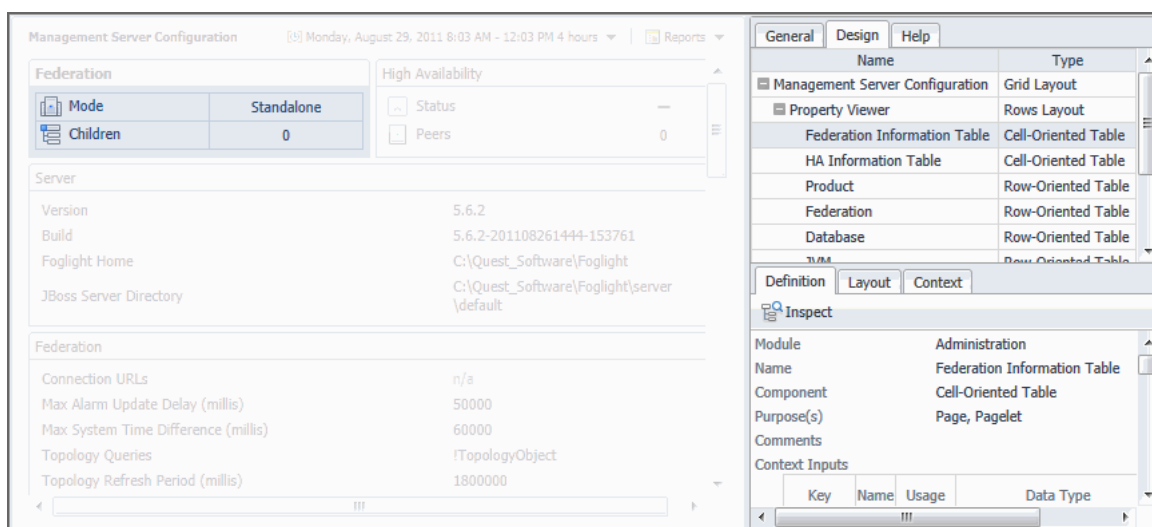 Management Server Configuration Monday, August 29, 2011 8:03 AM - 12:03 PM 4 hours Reports
Federation
Mode Standalone
Children 0
High Availability
Status —
Peers 0
Server
Version 5.6.2
Build 5.6.2-201108261444-153761
Foglight Home C:\Quest_Software\Foglight
JBoss Server Directory C:\Quest_Software\Foglight\server
\default
Federation
Connection URLs n/a
Max Alarm Update Delay (millis) 50000
Max System Time Difference (millis) 60000
Topology Queries !TopologyObject
Topology Refresh Period (millis) 1800000
General Design Help
Name Type
Management Server Configuration Grid Layout
Property Viewer Rows Layout
Federation Information Table Cell-Oriented Table
HA Information Table Cell-Oriented Table
Product Row-Oriented Table
Federation Row-Oriented Table
Database Row-Oriented Table
JVM Row-Oriented Table
Definition Layout Context
Inspect
Module Administration
Name Federation Information Table
Component Cell-Oriented Table
Purpose(s) Page, Pagelet
Comments
Context Inputs
Key Name Usage Data Type